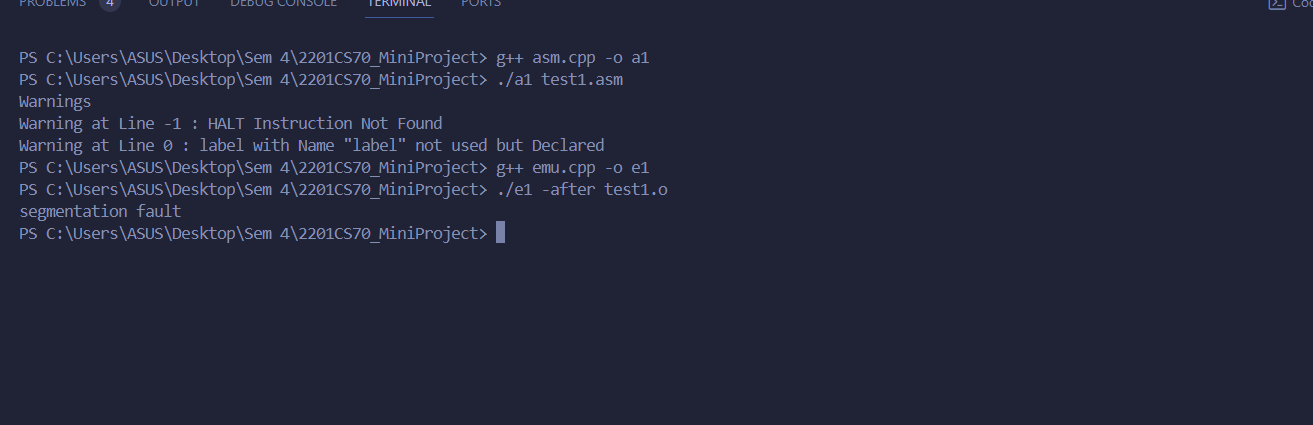 PROBLEMS 4 OUTPUT DEBUG CONSOLE TERMINAL PORTS
PS C:\Users\ASUS\Desktop\Sem 4\2201CS70_MiniProject> g++ asm.cpp -o a1
PS C:\Users\ASUS\Desktop\Sem 4\2201CS70_MiniProject> ./a1 test1.asm
Warnings
Warning at Line -1 : HALT Instruction Not Found
Warning at Line 0 : label with Name "label" not used but Declared
PS C:\Users\ASUS\Desktop\Sem 4\2201CS70_MiniProject> g++ emu.cpp -o e1
PS C:\Users\ASUS\Desktop\Sem 4\2201CS70_MiniProject> ./e1 -after test1.o
segmentation fault
PS C:\Users\ASUS\Desktop\Sem 4\2201CS70_MiniProject>